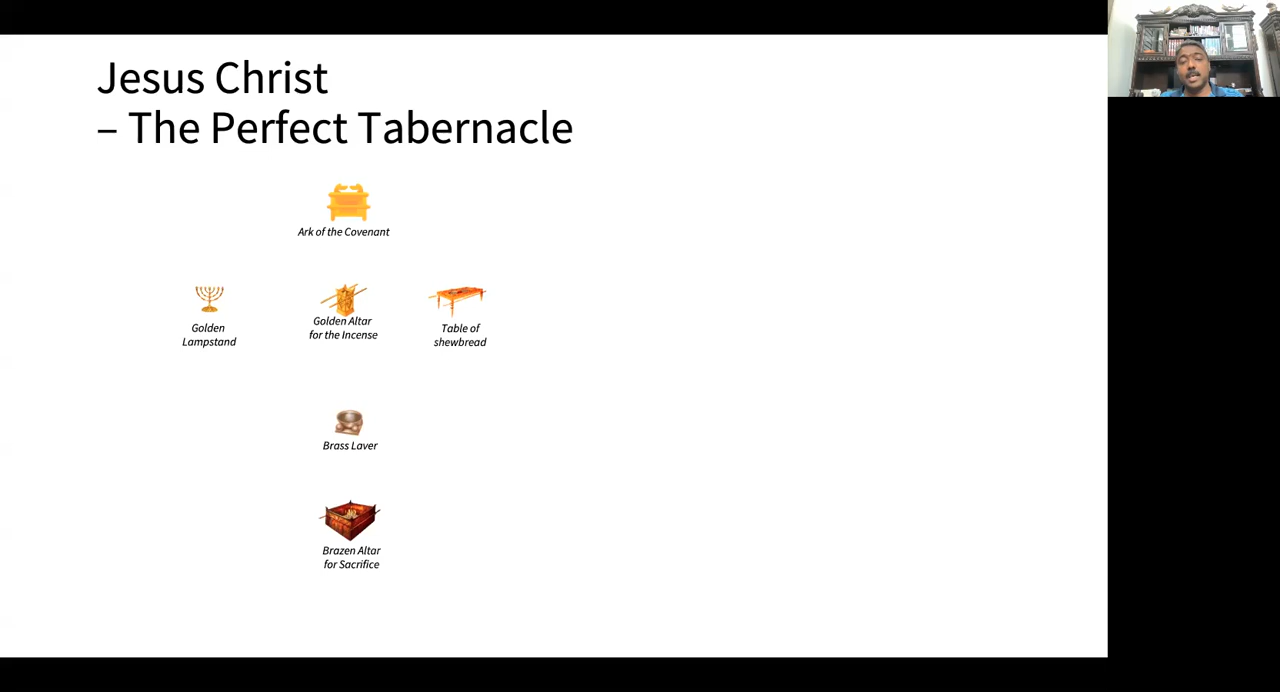 Jesus Christ
– The Perfect Tabernacle
Ark of the Covenant
Golden
Lampstand
Golden Altar
for the Incense
Table of
shewbread
Brass Laver
Brazen Altar
for Sacrifice